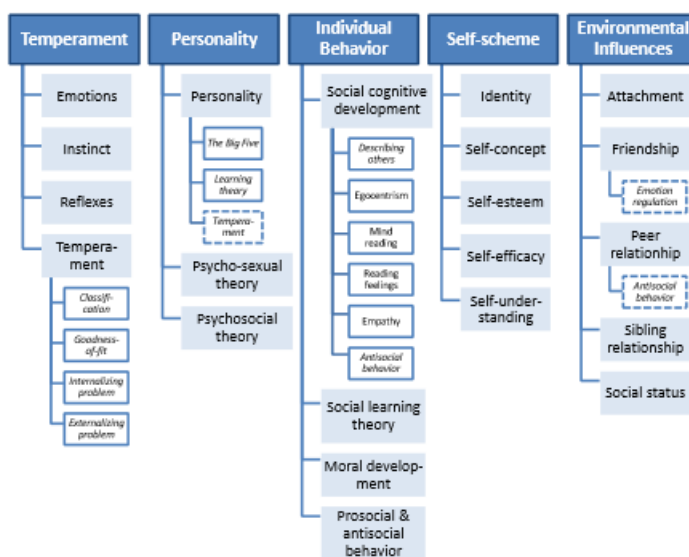 Temperament
Emotions
Instinct
Reflexes
Tempera-
ment
Classifi-
cation
Goodness-
of-fit
Internalizing
problem
Externalizing
problem
Personality
Personality
The Big Five
Learning
theory
Tempera-
ment
Psycho-sexual
theory
Psychosocial
theory
Individual
Behavior
Social cognitive
development
Describing
others
Egocentrism
Mind
reading
Reading
feelings
Empathy
Antisocial
behavior
Social learning
theory
Moral develop-
ment
Prosocial &
antisocial
behavior
Self-scheme
Identity
Self-concept
Self-esteem
Self-efficacy
Self-under-
standing
Environmental
Influences
Attachment
Friendship
Emotion
regulation
Peer
relationhip
Antisocial
behavior
Sibling
relationship
Social status